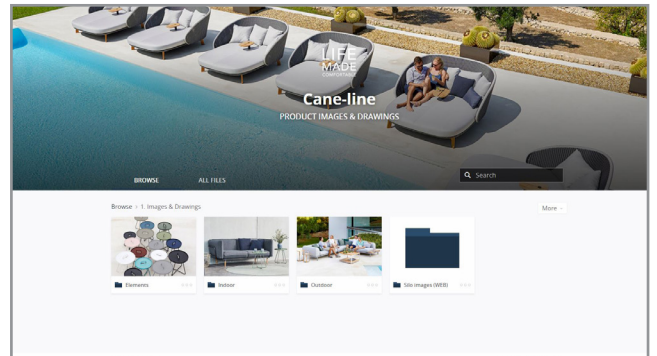 LIFE
MADE
COMFORTABLE
Cane-line
PRODUCT IMAGES & DRAWINGS
BROWSE ALL FILES Search
Browse > 1. Images & Drawings More
Elements Indoor Outdoor Silo images (WEB)